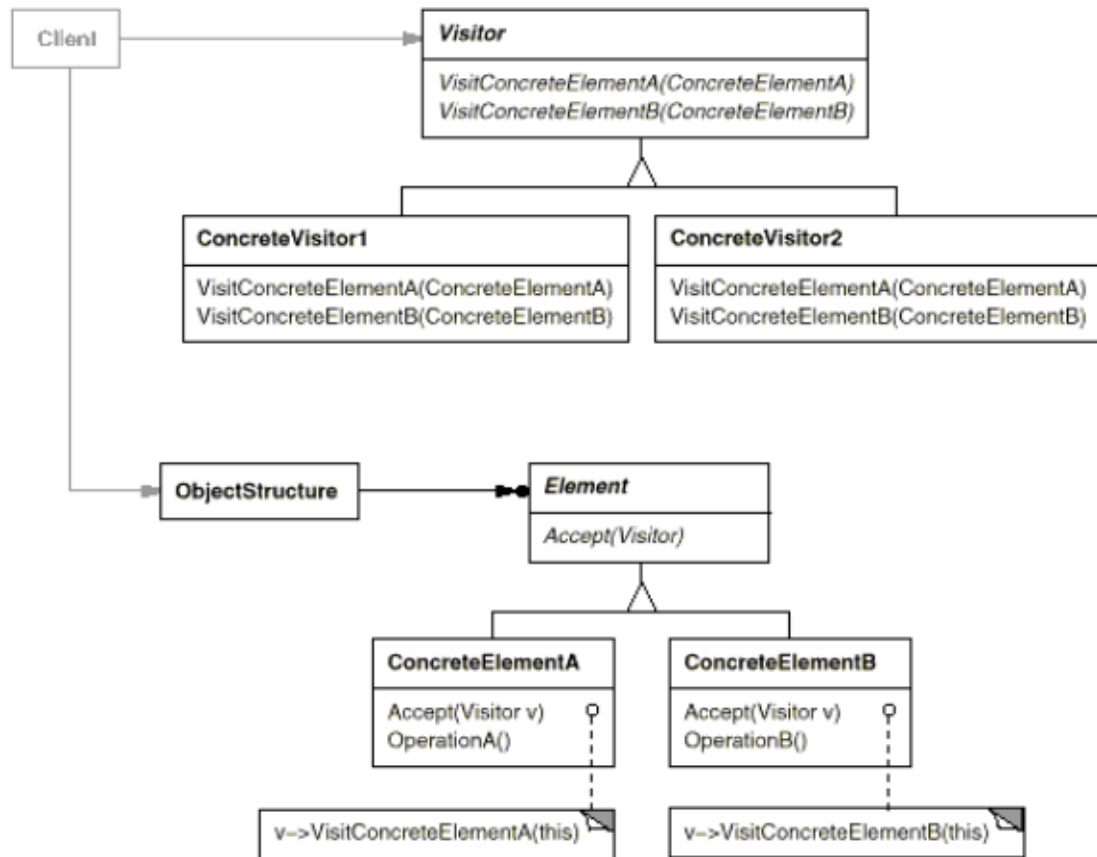 Client
Visitor
VisitConcreteElementA(ConcreteElementA)
VisitConcreteElementB(ConcreteElementB)
ConcreteVisitor1
VisitConcreteElementA(ConcreteElementA)
VisitConcreteElementB(ConcreteElementB)
ConcreteVisitor2
VisitConcreteElementA(ConcreteElementA)
VisitConcreteElementB(ConcreteElementB)
ObjectStructure
Element
Accept(Visitor)
ConcreteElementA
Accept(Visitor v)
OperationA()
ConcreteElementB
Accept(Visitor v)
OperationB()
v->VisitConcreteElementA(this)
v->VisitConcreteElementB(this)